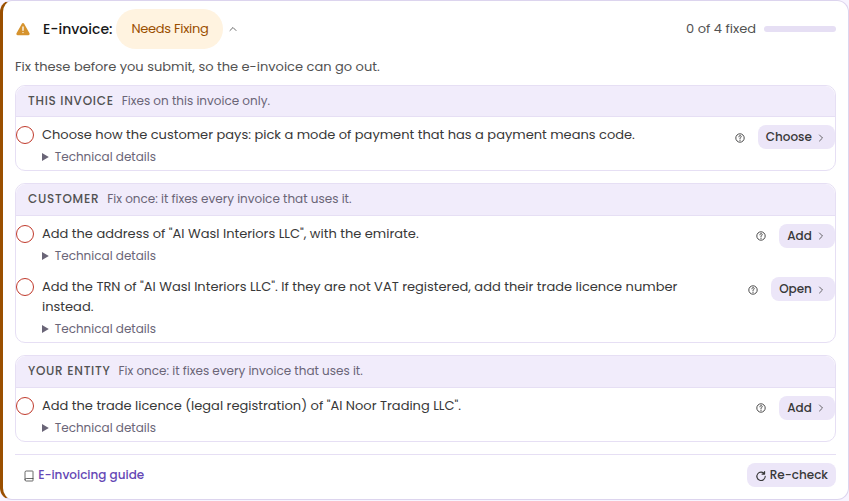 E-invoice: Needs Fixing
0 of 4 fixed
Fix these before you submit, so the e-invoice can go out.
THIS INVOICE Fixes on this invoice only.
Choose how the customer pays: pick a mode of payment that has a payment means code.
Choose
Technical details
CUSTOMER Fix once: it fixes every invoice that uses it.
Add the address of "Al Wasl Interiors LLC", with the emirate.
Add
Technical details
Add the TRN of "Al Wasl Interiors LLC". If they are not VAT registered, add their trade licence number
instead.
Open
Technical details
YOUR ENTITY Fix once: it fixes every invoice that uses it.
Add the trade licence (legal registration) of "Al Noor Trading LLC".
Add
Technical details
E-invoicing guide
Re-check